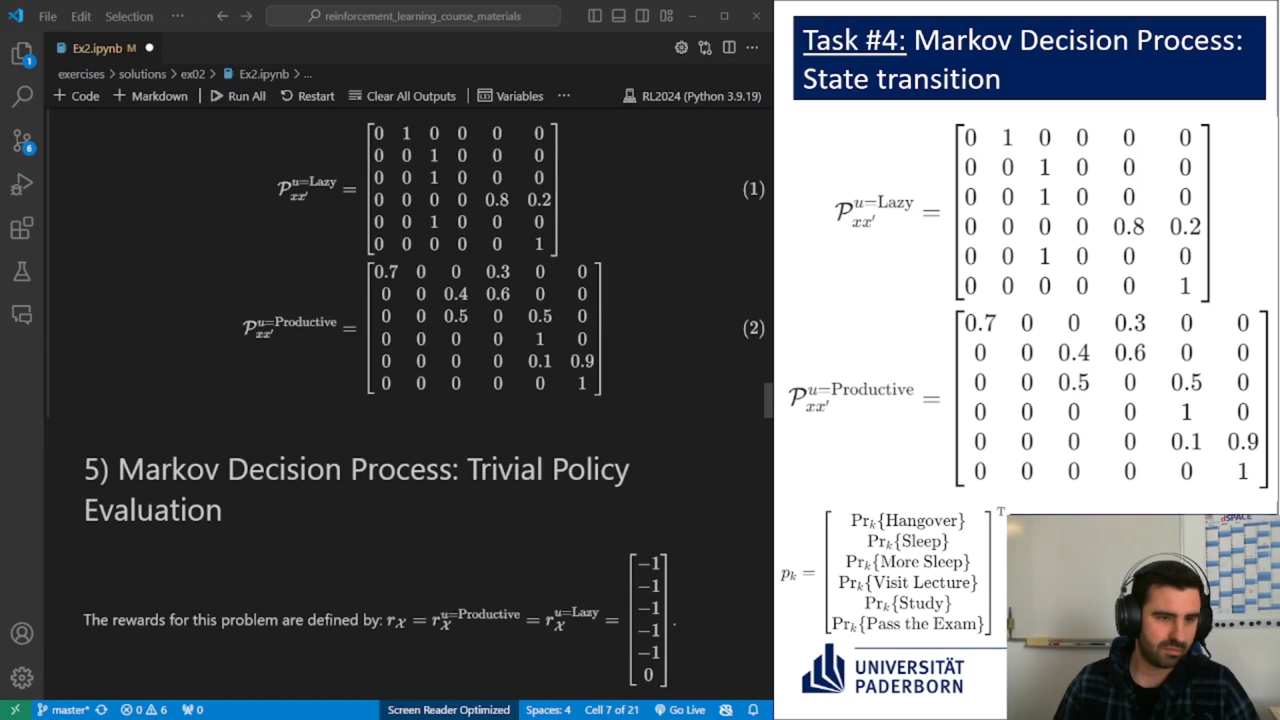 File Edit Selection ··· reinforcement_learning_course_materials
Ex2.ipynb M
exercises > solutions > ex02 > Ex2.ipynb > ...
+ Code + Markdown Run All Restart Clear All Outputs Variables ··· RL2024 (Python 3.9.19)
1
6
P_{xx'}^{u=Lazy} = (1)
0 1 0 0 0 0
0 0 1 0 0 0
0 0 1 0 0 0
0 0 0 0 0.8 0.2
0 0 1 0 0 0
0 0 0 0 0 1
P_{xx'}^{u=Productive} = (2)
0.7 0 0 0.3 0 0
0 0 0.4 0.6 0 0
0 0 0.5 0 0.5 0
0 0 0 0 1 0
0 0 0 0 0.1 0.9
0 0 0 0 0 1
5) Markov Decision Process: Trivial Policy
Evaluation
The rewards for this problem are defined by: r_X = r_X^{u=Productive} = r_X^{u=Lazy} =
-1
-1
-1
-1
-1
0
.
master* 0 6 0 Screen Reader Optimized Spaces: 4 Cell 7 of 21 Go Live
Task #4: Markov Decision Process:
State transition
P_{xx'}^{u=Lazy} =
0 1 0 0 0 0
0 0 1 0 0 0
0 0 1 0 0 0
0 0 0 0 0.8 0.2
0 0 1 0 0 0
0 0 0 0 0 1
P_{xx'}^{u=Productive} =
0.7 0 0 0.3 0 0
0 0 0.4 0.6 0 0
0 0 0.5 0 0.5 0
0 0 0 0 1 0
0 0 0 0 0.1 0.9
0 0 0 0 0 1
p_k =
Pr_k{Hangover}
Pr_k{Sleep}
Pr_k{More Sleep}
Pr_k{Visit Lecture}
Pr_k{Study}
Pr_k{Pass the Exam}
T
dSPACE
UNIVERSITÄT
PADERBORN